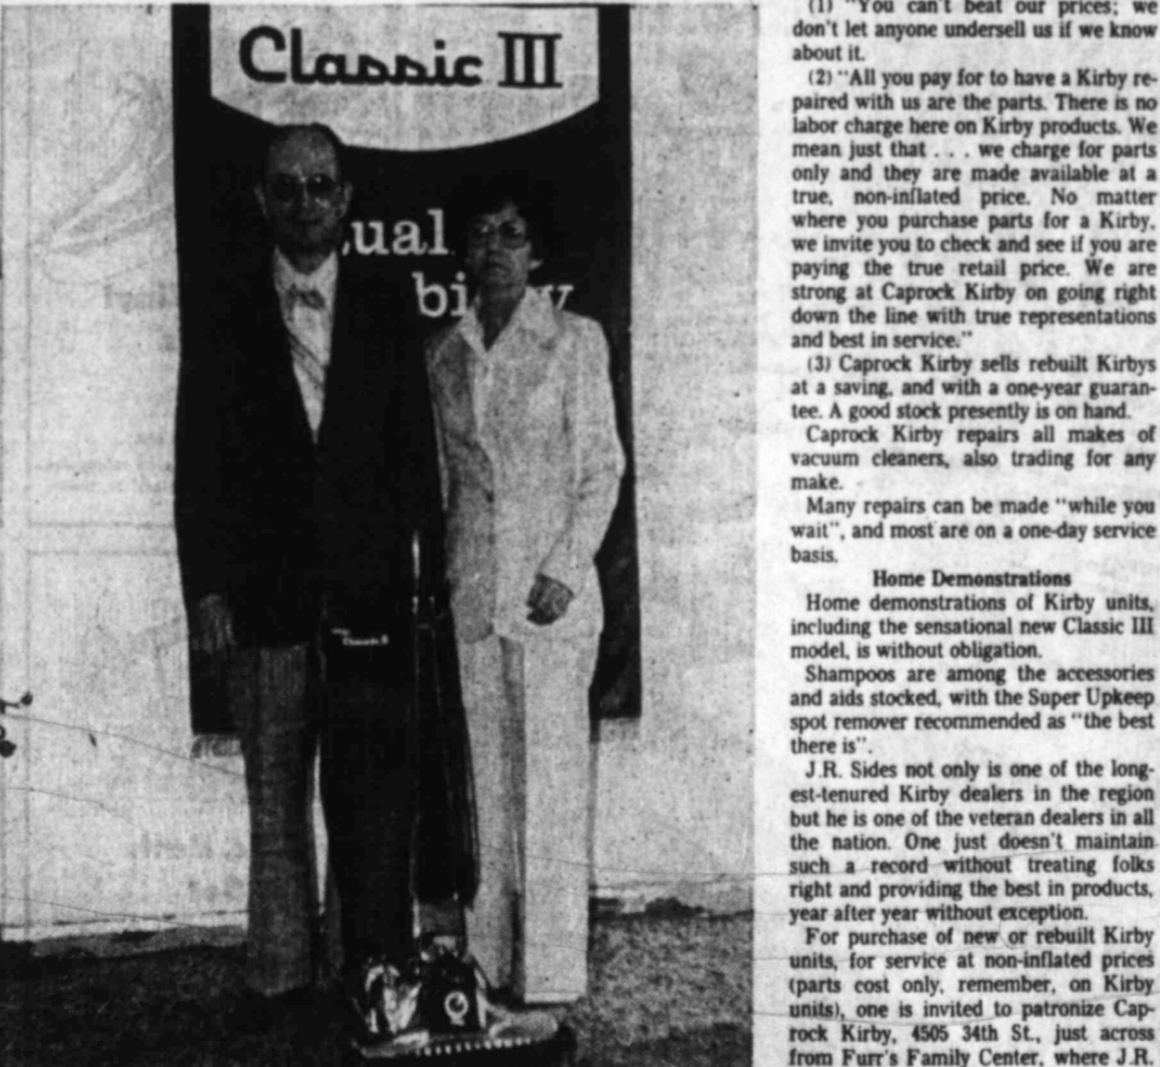 Classic III
ual
bi
y
Classic III
(1) "You can't beat our prices; we
don't let anyone undersell us if we know
about it.
(2) "All you pay for to have a Kirby re-
paired with us are the parts. There is no
labor charge here on Kirby products. We
mean just that . . . we charge for parts
only and they are made available at a
true, non-inflated price. No matter
where you purchase parts for a Kirby,
we invite you to check and see if you are
paying the true retail price. We are
strong at Caprock Kirby on going right
down the line with true representations
and best in service."
(3) Caprock Kirby sells rebuilt Kirbys
at a saving, and with a one-year guaran-
tee. A good stock presently is on hand.
Caprock Kirby repairs all makes of
vacuum cleaners, also trading for any
make.
Many repairs can be made "while you
wait", and most are on a one-day service
basis.
Home Demonstrations
Home demonstrations of Kirby units,
including the sensational new Classic III
model, is without obligation.
Shampoos are among the accessories
and aids stocked, with the Super Upkeep
spot remover recommended as "the best
there is".
J.R. Sides not only is one of the long-
est-tenured Kirby dealers in the region
but he is one of the veteran dealers in all
the nation. One just doesn't maintain
such a record without treating folks
right and providing the best in products,
year after year without exception.
For purchase of new or rebuilt Kirby
units, for service at non-inflated prices
(parts cost only, remember, on Kirby
units), one is invited to patronize Cap-
rock Kirby, 4505 34th St., just across
from Furr's Family Center, where J.R.